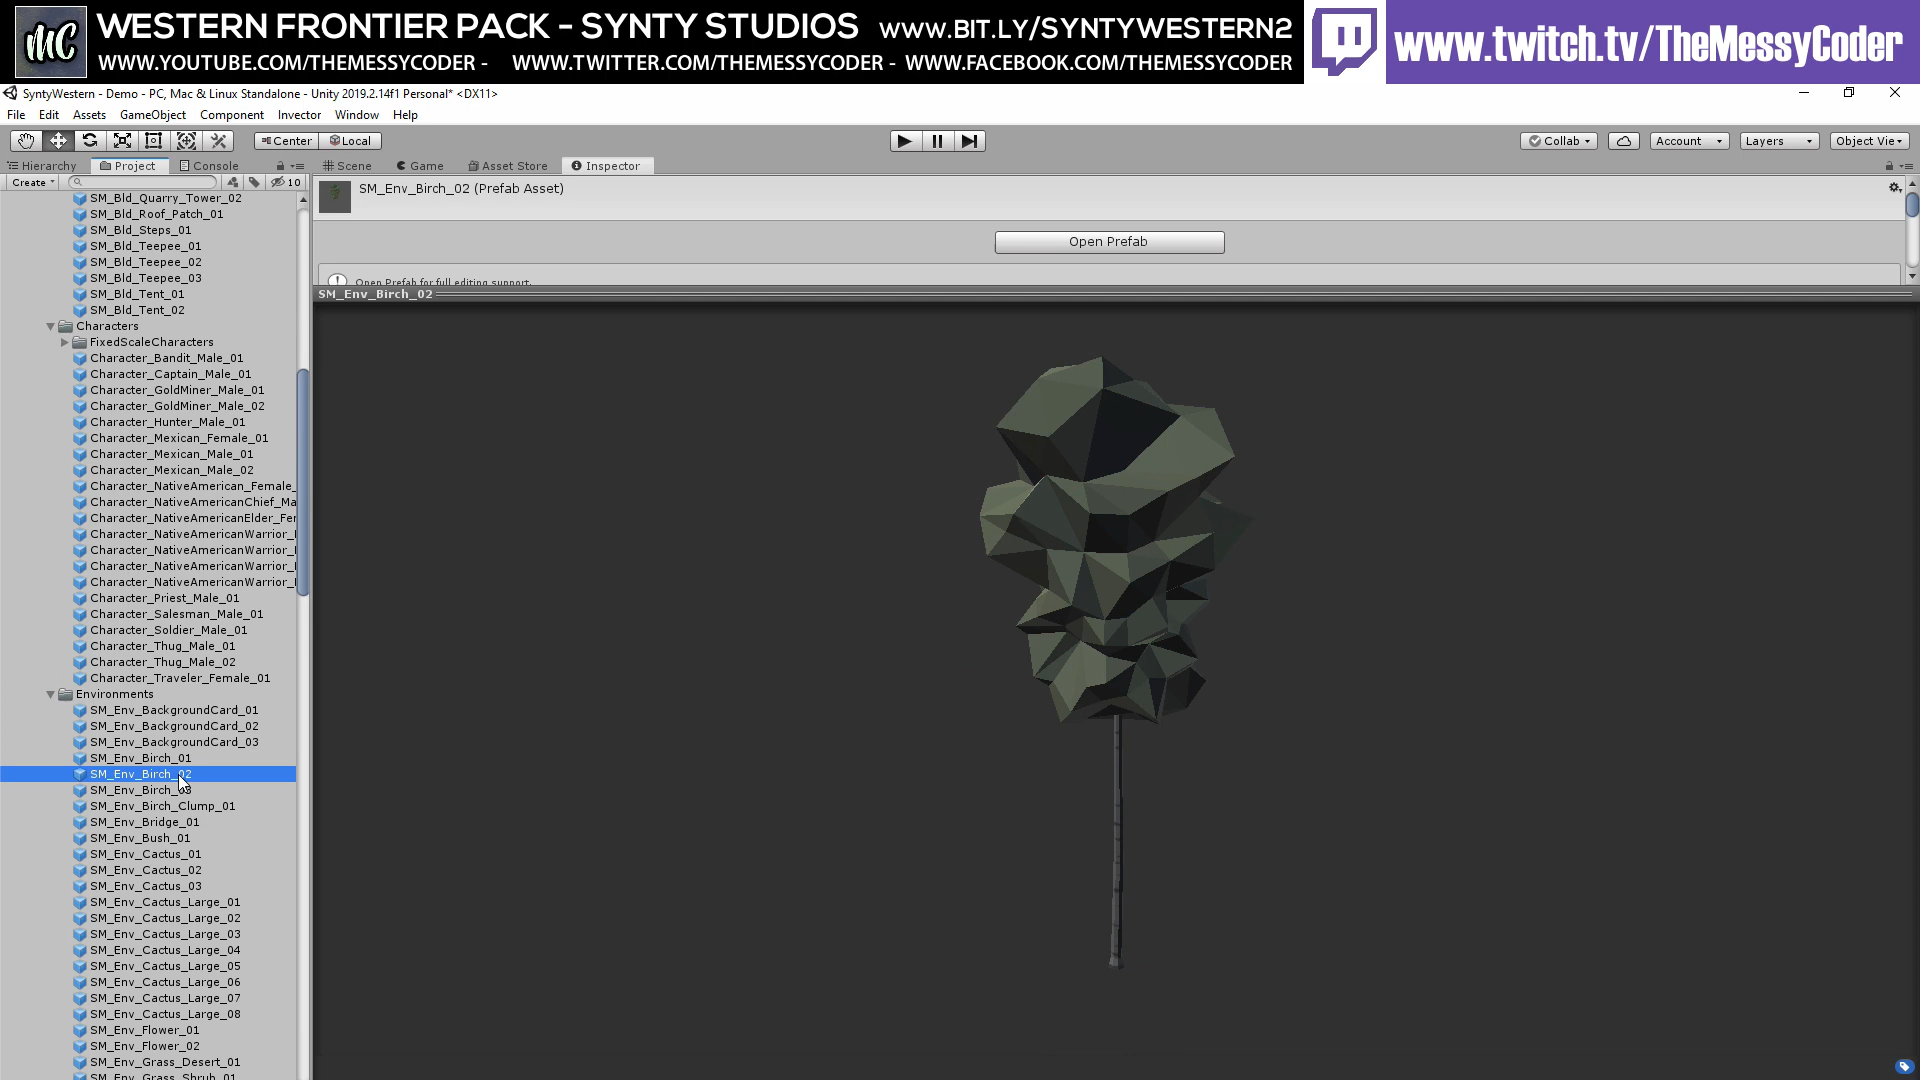 MC
WESTERN FRONTIER PACK - SYNTY STUDIOS WWW.BIT.LY/SYNTYWESTERN2
WWW.YOUTUBE.COM/THEMESSYCODER - WWW.TWITTER.COM/THEMESSYCODER - WWW.FACEBOOK.COM/THEMESSYCODER
www.twitch.tv/TheMessyCoder
SyntyWestern - Demo - PC, Mac & Linux Standalone - Unity 2019.2.14f1 Personal* <DX11>
File Edit Assets GameObject Component Invector Window Help
Center Local Collab Account Layers Object Vie
Hierarchy Project Console Scene Game Asset Store Inspector
Create 10
SM_Env_Birch_02 (Prefab Asset)
Open Prefab
Open Prefab for full editing support.
SM_Env_Birch_02
SM_Bld_Quarry_Tower_02
SM_Bld_Roof_Patch_01
SM_Bld_Steps_01
SM_Bld_Teepee_01
SM_Bld_Teepee_02
SM_Bld_Teepee_03
SM_Bld_Tent_01
SM_Bld_Tent_02
Characters
FixedScaleCharacters
Character_Bandit_Male_01
Character_Captain_Male_01
Character_GoldMiner_Male_01
Character_GoldMiner_Male_02
Character_Hunter_Male_01
Character_Mexican_Female_01
Character_Mexican_Male_01
Character_Mexican_Male_02
Character_NativeAmerican_Female_
Character_NativeAmericanChief_Ma
Character_NativeAmericanElder_Fer
Character_NativeAmericanWarrior_
Character_NativeAmericanWarrior_
Character_NativeAmericanWarrior_
Character_NativeAmericanWarrior_
Character_Priest_Male_01
Character_Salesman_Male_01
Character_Soldier_Male_01
Character_Thug_Male_01
Character_Thug_Male_02
Character_Traveler_Female_01
Environments
SM_Env_BackgroundCard_01
SM_Env_BackgroundCard_02
SM_Env_BackgroundCard_03
SM_Env_Birch_01
SM_Env_Birch_02
SM_Env_Birch_03
SM_Env_Birch_Clump_01
SM_Env_Bridge_01
SM_Env_Bush_01
SM_Env_Cactus_01
SM_Env_Cactus_02
SM_Env_Cactus_03
SM_Env_Cactus_Large_01
SM_Env_Cactus_Large_02
SM_Env_Cactus_Large_03
SM_Env_Cactus_Large_04
SM_Env_Cactus_Large_05
SM_Env_Cactus_Large_06
SM_Env_Cactus_Large_07
SM_Env_Cactus_Large_08
SM_Env_Flower_01
SM_Env_Flower_02
SM_Env_Grass_Desert_01
SM_Env_Grass_Shrub_01